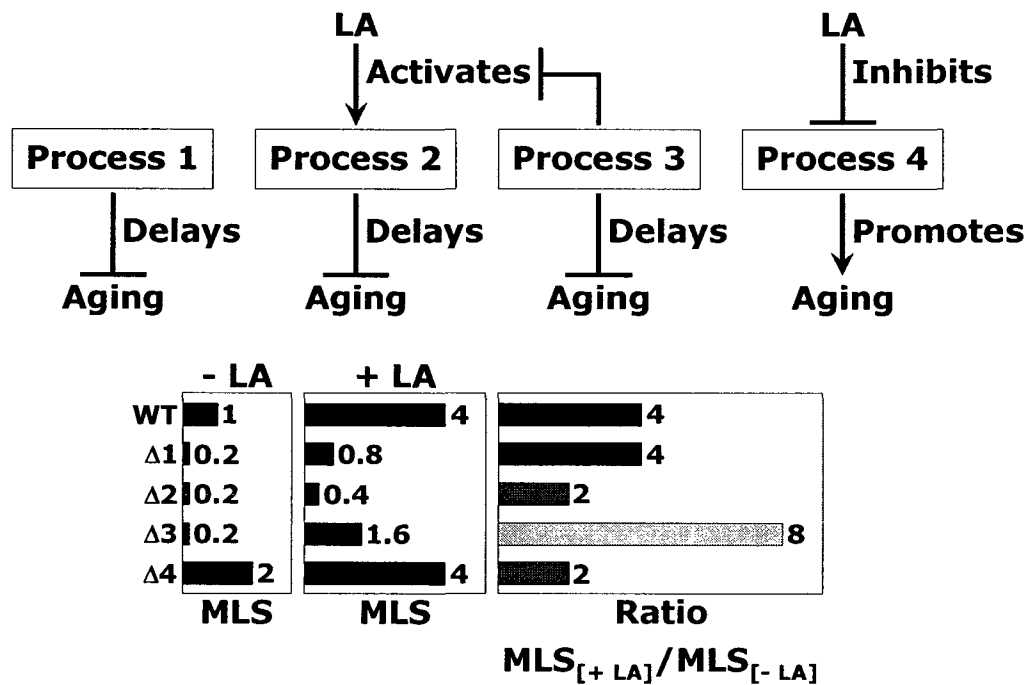 LA LA
Activates Inhibits
Process 1 Process 2 Process 3 Process 4
Delays Delays Delays Promotes
Aging Aging Aging Aging
- LA + LA
WT 1 4 4
Δ1 0.2 0.8 4
Δ2 0.2 0.4 2
Δ3 0.2 1.6 8
Δ4 2 4 2
MLS MLS Ratio
MLS[+ LA]/MLS[- LA]